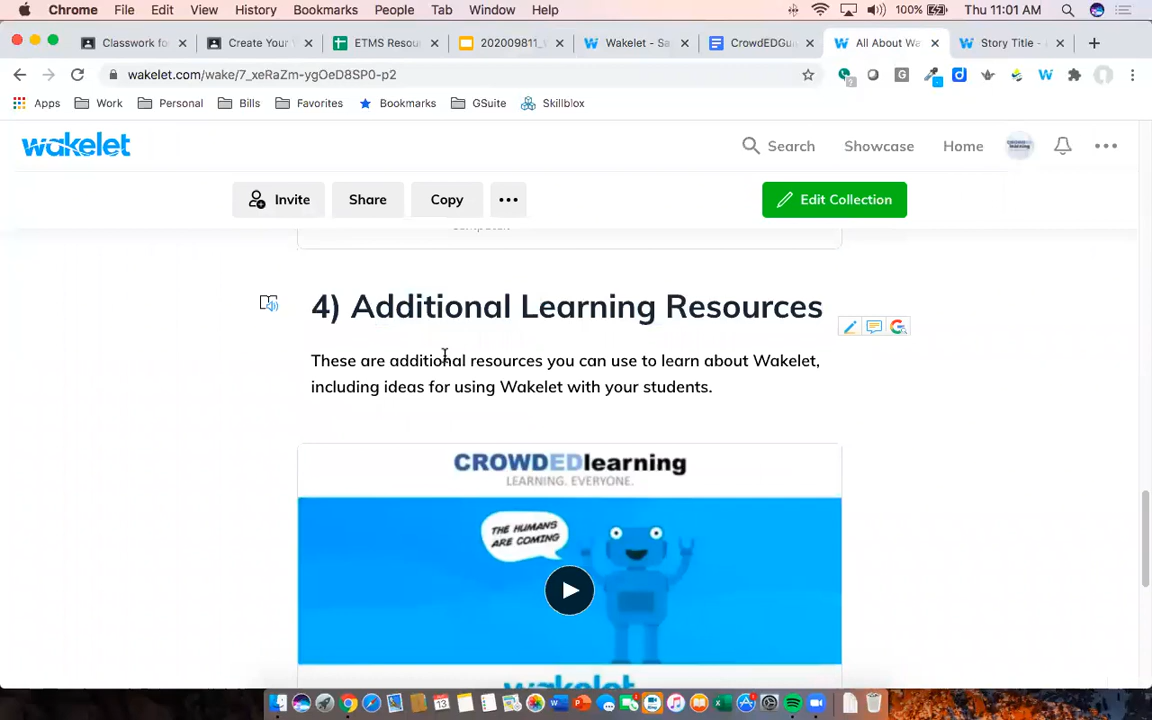 Chrome File Edit View History Bookmarks People Tab Window Help 100% Thu 11:01 AM
Classwork fo Create Your ETMS Resou 202009811_ Wakelet - Sa CrowdEDGu All About Wa Story Title -
wakelet.com/wake/7_xeRaZm-ygOeD8SP0-p2
Apps Work Personal Bills Favorites Bookmarks GSuite Skillblox
wakelet Search Showcase Home
Invite Share Copy Edit Collection
4) Additional Learning Resources
These are additional resources you can use to learn about Wakelet,
including ideas for using Wakelet with your students.
CROWDEDlearning
LEARNING. EVERYONE.
THE HUMANS
ARE COMING